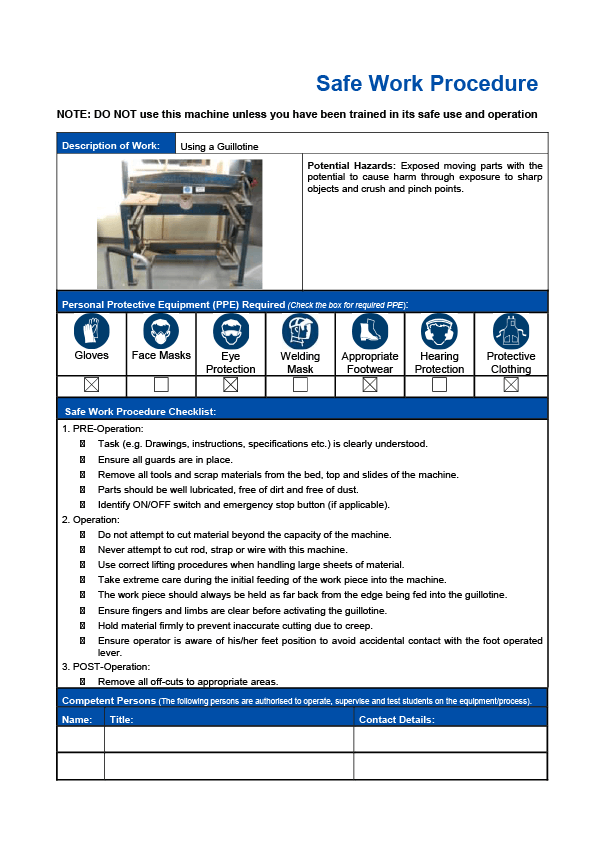 Safe Work Procedure
NOTE: DO NOT use this machine unless you have been trained in its safe use and operation
Description of Work: Using a Guillotine
Potential Hazards: Exposed moving parts with the
potential to cause harm through exposure to sharp
objects and crush and pinch points.
Personal Protective Equipment (PPE) Required (Check the box for required PPE):
Gloves
Face Masks
Eye
Protection
Welding
Mask
Appropriate
Footwear
Hearing
Protection
Protective
Clothing
Safe Work Procedure Checklist:
1. PRE-Operation:
Task (e.g. Drawings, instructions, specifications etc.) is clearly understood.
Ensure all guards are in place.
Remove all tools and scrap materials from the bed, top and slides of the machine.
Parts should be well lubricated, free of dirt and free of dust.
Identify ON/OFF switch and emergency stop button (if applicable).
2. Operation:
Do not attempt to cut material beyond the capacity of the machine.
Never attempt to cut rod, strap or wire with this machine.
Use correct lifting procedures when handling large sheets of material.
Take extreme care during the initial feeding of the work piece into the machine.
The work piece should always be held as far back from the edge being fed into the guillotine.
Ensure fingers and limbs are clear before activating the guillotine.
Hold material firmly to prevent inaccurate cutting due to creep.
Ensure operator is aware of his/her feet position to avoid accidental contact with the foot operated
lever.
3. POST-Operation:
Remove all off-cuts to appropriate areas.
Competent Persons (The following persons are authorised to operate, supervise and test students on the equipment/process).
Name: Title: Contact Details: